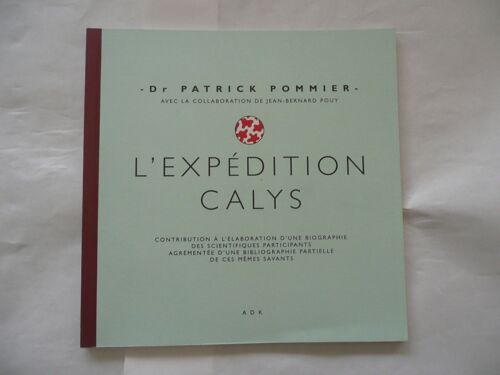 -Dr PATRICK POMMIER-
AVEC LA COLLABORATION DE JEAN-BERNARD POUY
L'EXPÉDITION
CALYS
CONTRIBUTION À L'ÉLABORATION D'UNE BIOGRAPHIE
DES SCIENTIFIQUES PARTICIPANTS
AGRÉMENTÉE D'UNE BIBLIOGRAPHIE PARTIELLE
DE CES MÊMES SAVANTS
ADK